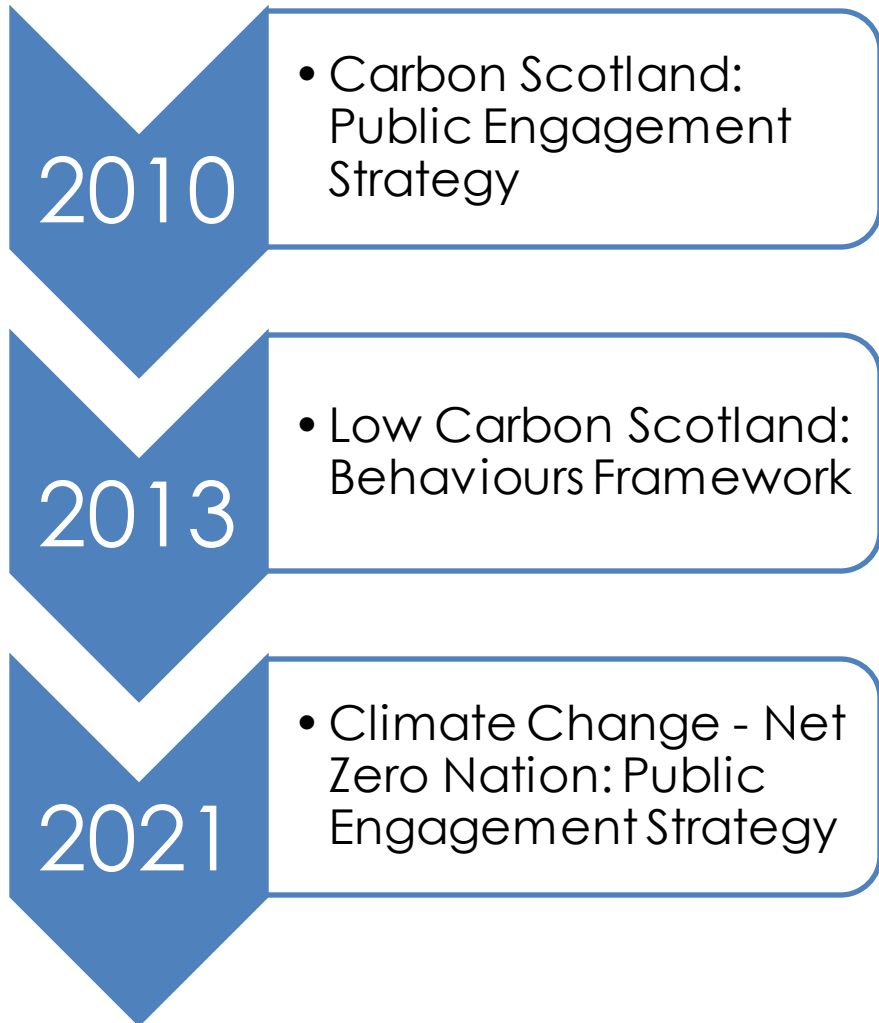 2010
• Carbon Scotland:
Public Engagement
Strategy
2013
• Low Carbon Scotland:
Behaviours Framework
2021
• Climate Change - Net
Zero Nation: Public
Engagement Strategy